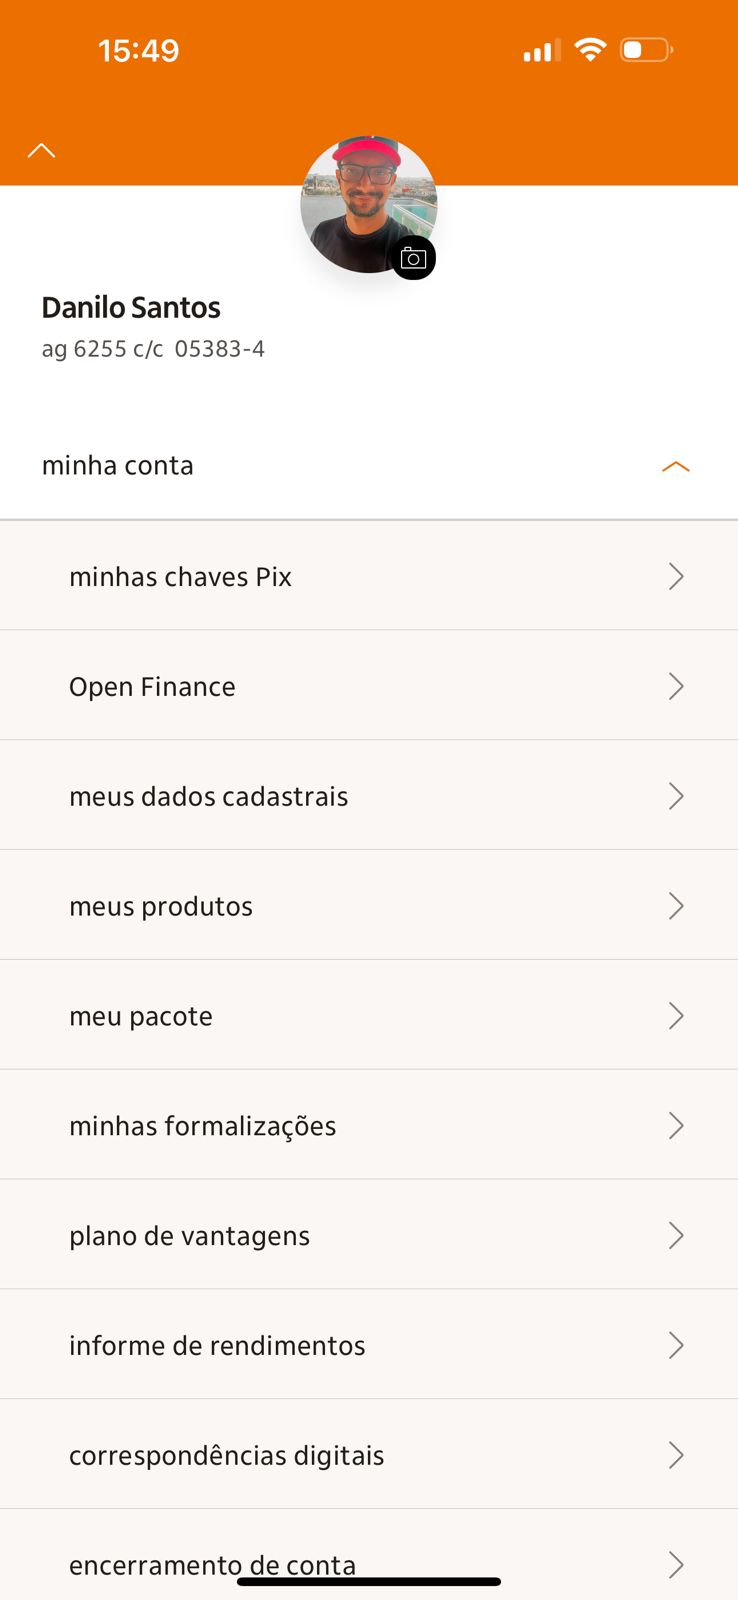 15:49
Danilo Santos
ag 6255 c/c 05383-4
minha conta
minhas chaves Pix
Open Finance
meus dados cadastrais
meus produtos
meu pacote
minhas formalizações
plano de vantagens
informe de rendimentos
correspondências digitais
encerramento de conta